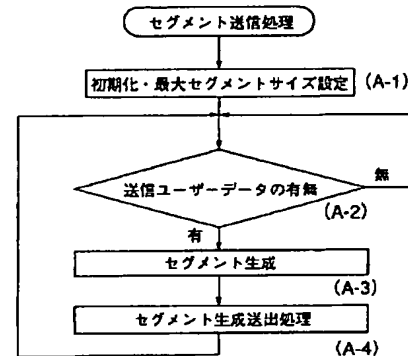 セグメント送信処理
初期化・最大セグメントサイズ設定 (A-1)
無
送信ユーザーデータの有無
(A-2)
有
セグメント生成
(A-3)
セグメント生成送出処理
(A-4)